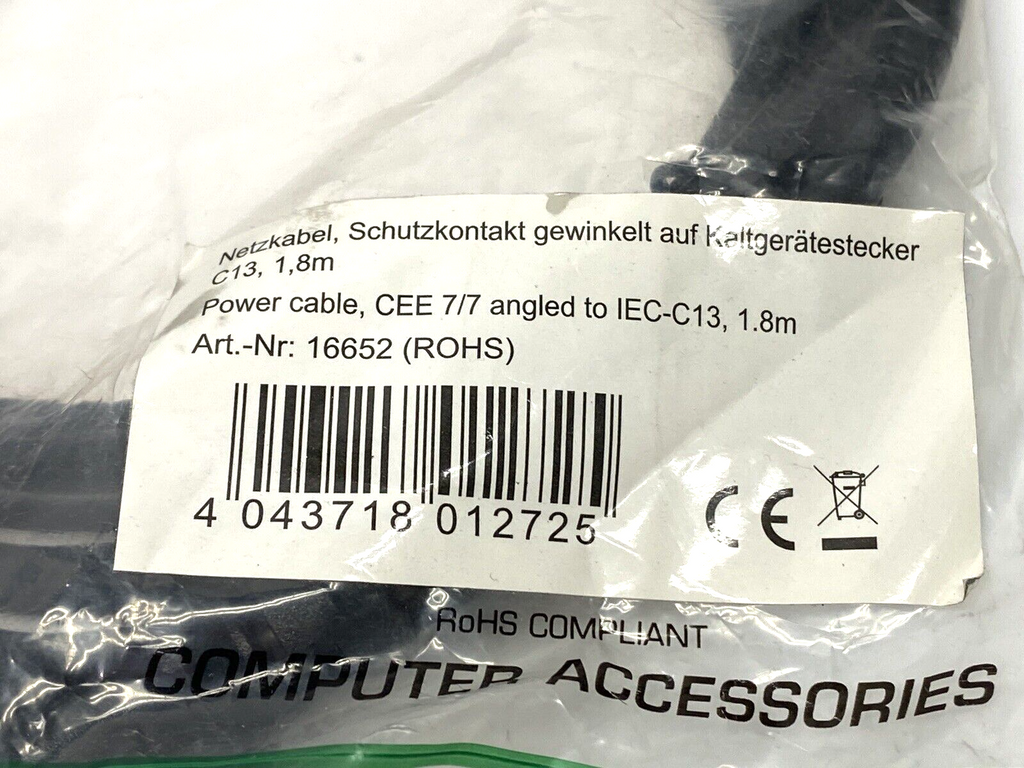 Netzkabel, Schutzkontakt gewinkelt auf Kaltgerätestecker
C13, 1,8m
Power cable, CEE 7/7 angled to IEC-C13, 1.8m
Art.-Nr: 16652 (ROHS)
4 043718 012725
CE
RoHS COMPLIANT
COMPUTER ACCESSORIES